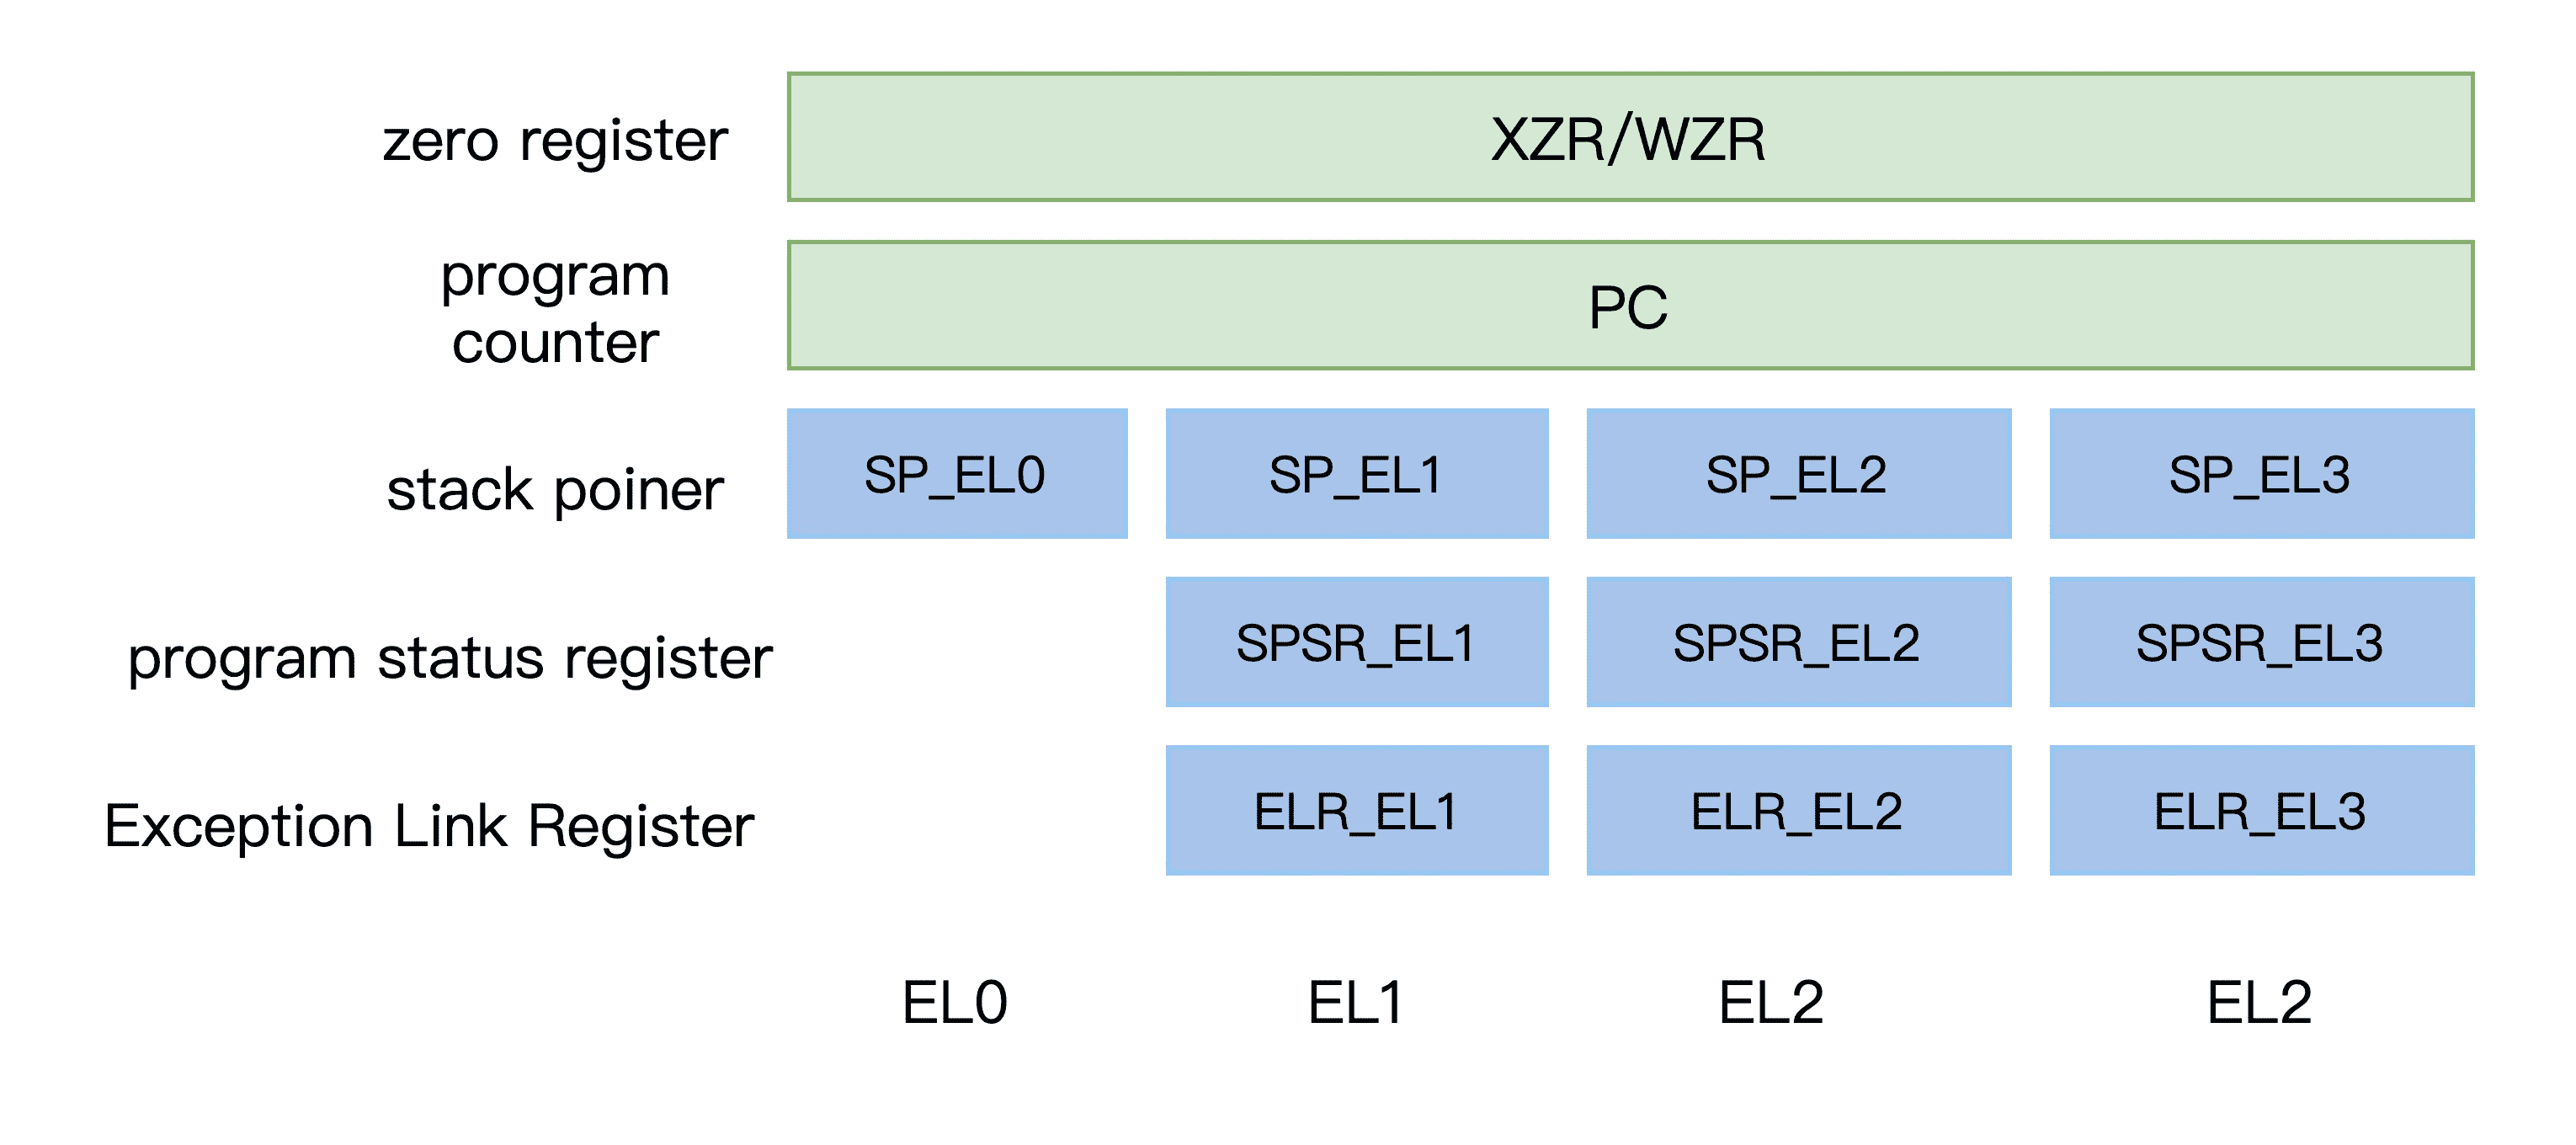 zero register
XZR/WZR
program
counter
PC
stack poiner
SP_EL0
SP_EL1
SP_EL2
SP_EL3
program status register
SPSR_EL1
SPSR_EL2
SPSR_EL3
Exception Link Register
ELR_EL1
ELR_EL2
ELR_EL3
EL0
EL1
EL2
EL2